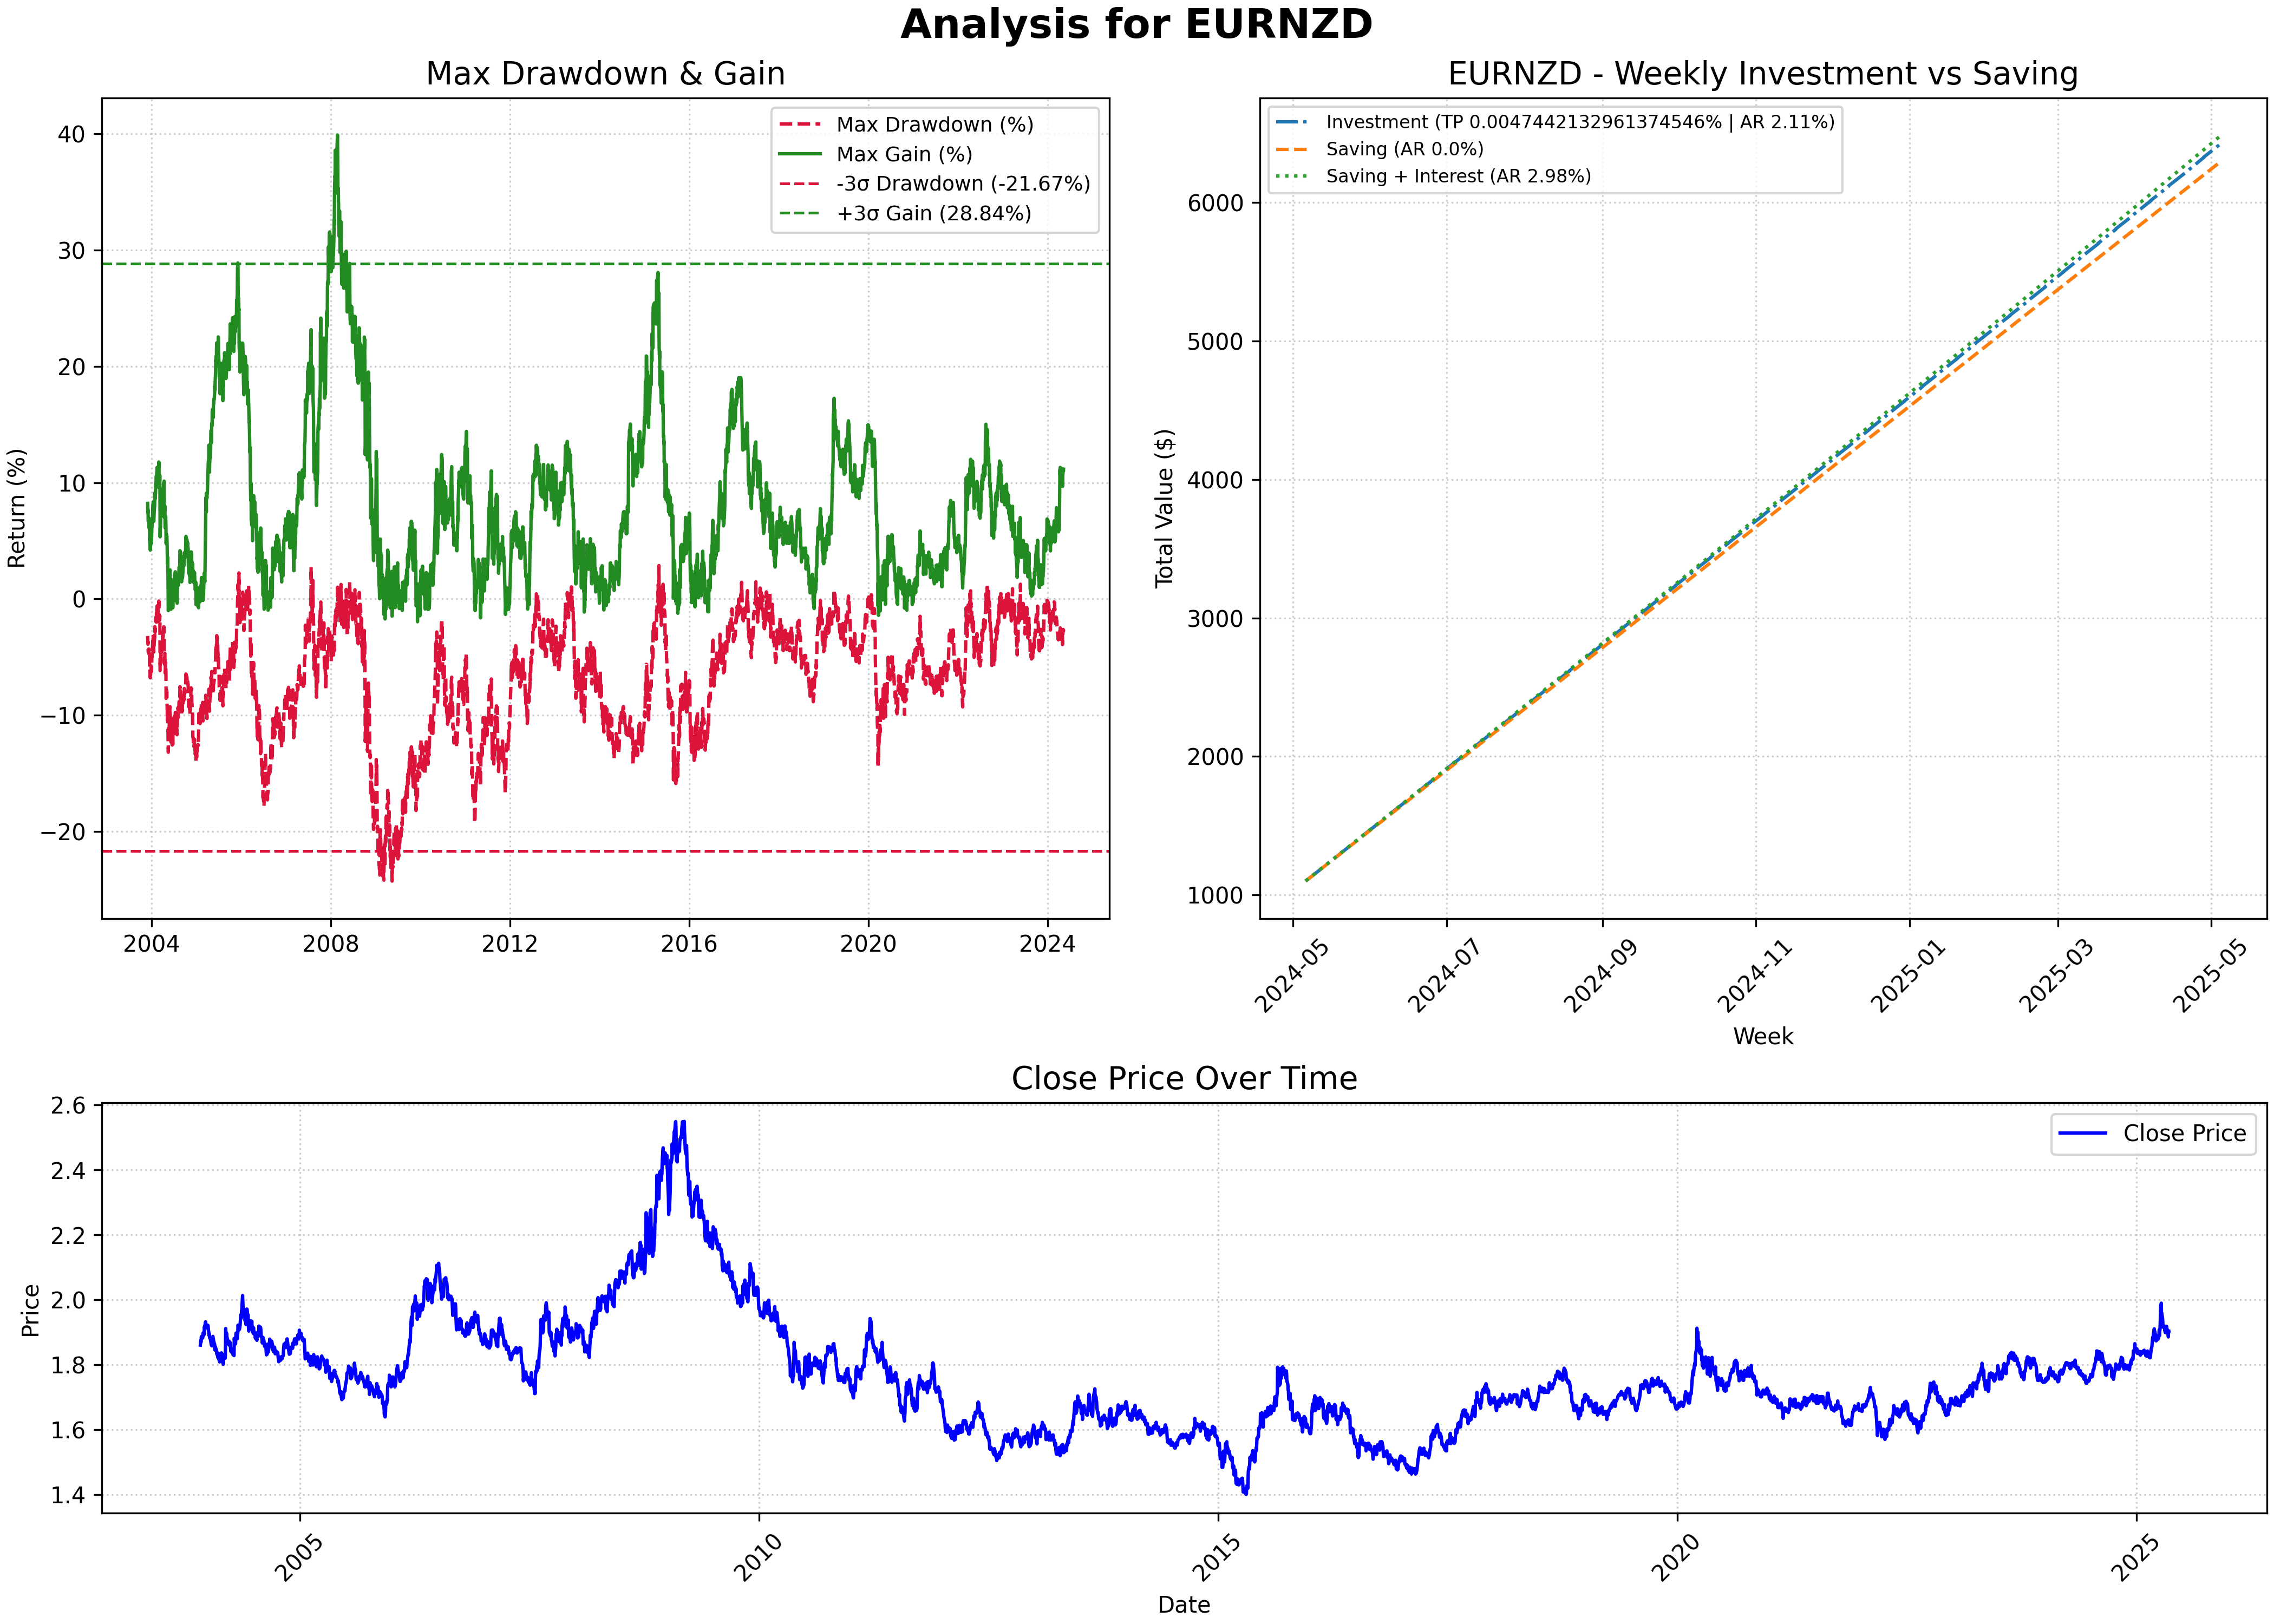 Analysis for EURNZD
Max Drawdown & Gain
Return (%)
40
30
20
10
0
−10
−20
2004
2008
2012
2016
2020
2024
Max Drawdown (%)
Max Gain (%)
-3σ Drawdown (-21.67%)
+3σ Gain (28.84%)
EURNZD - Weekly Investment vs Saving
Total Value ($)
6000
5000
4000
3000
2000
1000
2024-05
2024-07
2024-09
2024-11
2025-01
2025-03
2025-05
Week
Investment (TP 0.0047442132961374546% | AR 2.11%)
Saving (AR 0.0%)
Saving + Interest (AR 2.98%)
Close Price Over Time
Price
2.6
2.4
2.2
2.0
1.8
1.6
1.4
2005
2010
2015
2020
2025
Date
Close Price